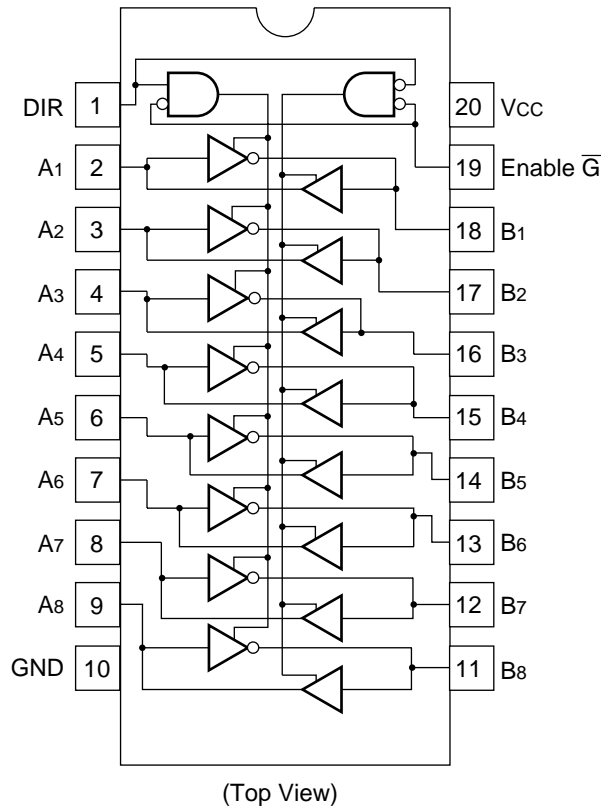 DIR 1
20 VCC
A1 2
19 Enable G̅
A2 3
18 B1
A3 4
17 B2
A4 5
16 B3
A5 6
15 B4
A6 7
14 B5
A7 8
13 B6
A8 9
12 B7
GND 10
11 B8
(Top View)